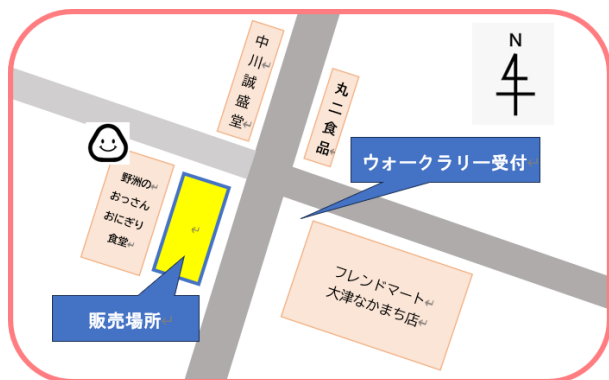 中川誠盛堂
丸二食品
N
ウォークラリー受付
野洲の
おっさん
おにぎり
食堂
フレンドマート
大津なかまち店
販売場所